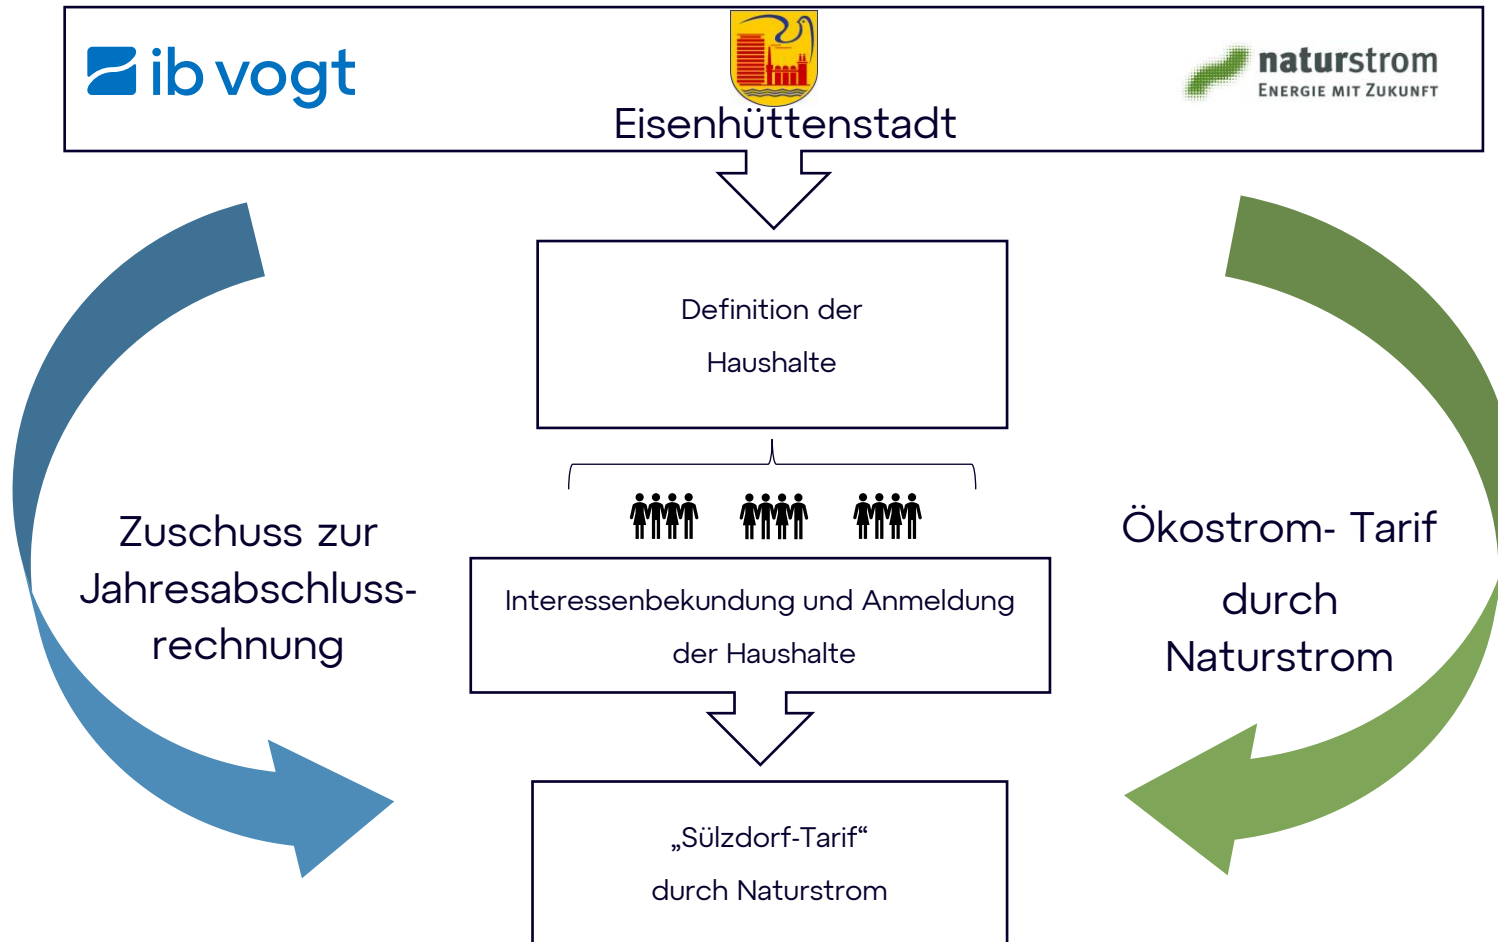 ib vogt
Eisenhüttenstadt
naturstrom
ENERGIE MIT ZUKUNFT
Definition der
Haushalte
Zuschuss zur
Jahresabschluss-
rechnung
Ökostrom- Tarif
durch
Naturstrom
Interessenbekundung und Anmeldung
der Haushalte
„Sülzdorf-Tarif“
durch Naturstrom